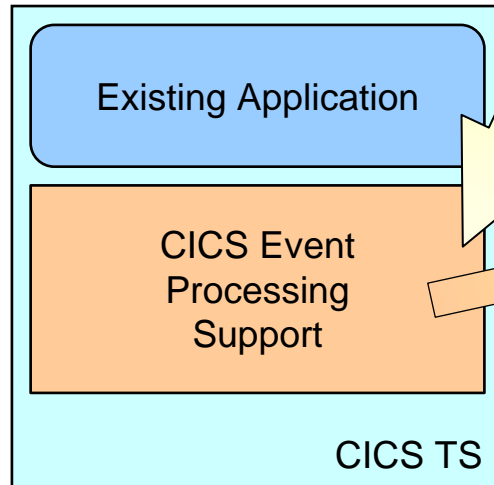 Existing Application
CICS Event
Processing
Support
CICS TS